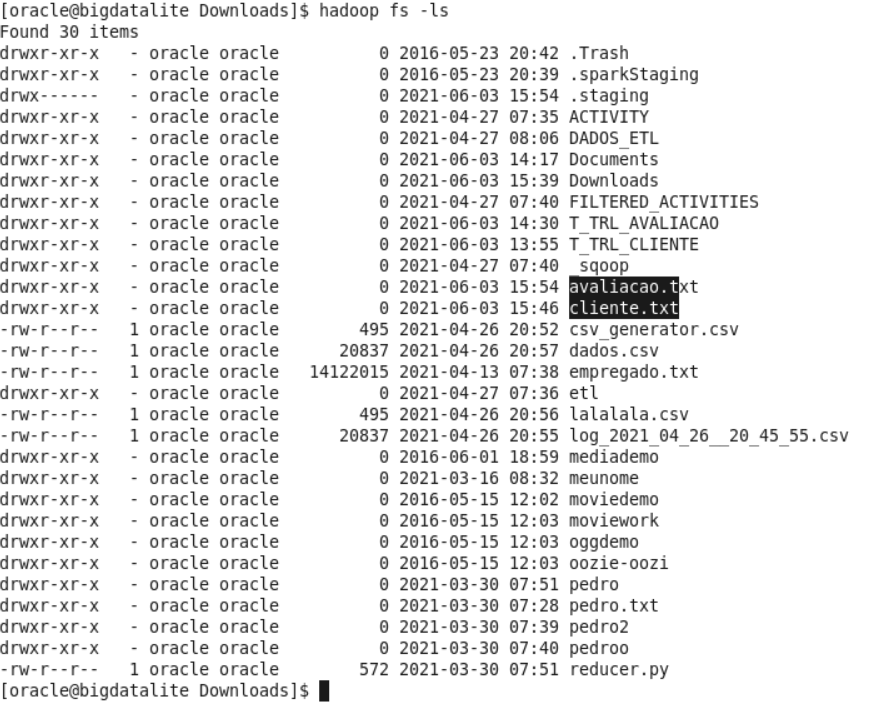 [oracle@bigdatalite Downloads]$ hadoop fs -ls
Found 30 items
drwxr-xr-x   - oracle oracle          0 2016-05-23 20:42 .Trash
drwxr-xr-x   - oracle oracle          0 2016-05-23 20:39 .sparkStaging
drwx------   - oracle oracle          0 2021-06-03 15:54 .staging
drwxr-xr-x   - oracle oracle          0 2021-04-27 07:35 ACTIVITY
drwxr-xr-x   - oracle oracle          0 2021-04-27 08:06 DADOS_ETL
drwxr-xr-x   - oracle oracle          0 2021-06-03 14:17 Documents
drwxr-xr-x   - oracle oracle          0 2021-06-03 15:39 Downloads
drwxr-xr-x   - oracle oracle          0 2021-04-27 07:40 FILTERED_ACTIVITIES
drwxr-xr-x   - oracle oracle          0 2021-06-03 14:30 T_TRL_AVALIACAO
drwxr-xr-x   - oracle oracle          0 2021-06-03 13:55 T_TRL_CLIENTE
drwxr-xr-x   - oracle oracle          0 2021-04-27 07:40 _sqoop
drwxr-xr-x   - oracle oracle          0 2021-06-03 15:54 avaliacao.txt
drwxr-xr-x   - oracle oracle          0 2021-06-03 15:46 cliente.txt
-rw-r--r--   1 oracle oracle        495 2021-04-26 20:52 csv_generator.csv
-rw-r--r--   1 oracle oracle      20837 2021-04-26 20:57 dados.csv
-rw-r--r--   1 oracle oracle   14122015 2021-04-13 07:38 empregado.txt
drwxr-xr-x   - oracle oracle          0 2021-04-27 07:36 etl
-rw-r--r--   1 oracle oracle        495 2021-04-26 20:56 lalalala.csv
-rw-r--r--   1 oracle oracle      20837 2021-04-26 20:55 log_2021_04_26__20_45_55.csv
drwxr-xr-x   - oracle oracle          0 2016-06-01 18:59 mediademo
drwxr-xr-x   - oracle oracle          0 2021-03-16 08:32 meunome
drwxr-xr-x   - oracle oracle          0 2016-05-15 12:02 moviedemo
drwxr-xr-x   - oracle oracle          0 2016-05-15 12:03 moviework
drwxr-xr-x   - oracle oracle          0 2016-05-15 12:03 oggdemo
drwxr-xr-x   - oracle oracle          0 2016-05-15 12:03 oozie-oozi
drwxr-xr-x   - oracle oracle          0 2021-03-30 07:51 pedro
drwxr-xr-x   - oracle oracle          0 2021-03-30 07:28 pedro.txt
drwxr-xr-x   - oracle oracle          0 2021-03-30 07:39 pedro2
drwxr-xr-x   - oracle oracle          0 2021-03-30 07:40 pedroo
-rw-r--r--   1 oracle oracle        572 2021-03-30 07:51 reducer.py
[oracle@bigdatalite Downloads]$